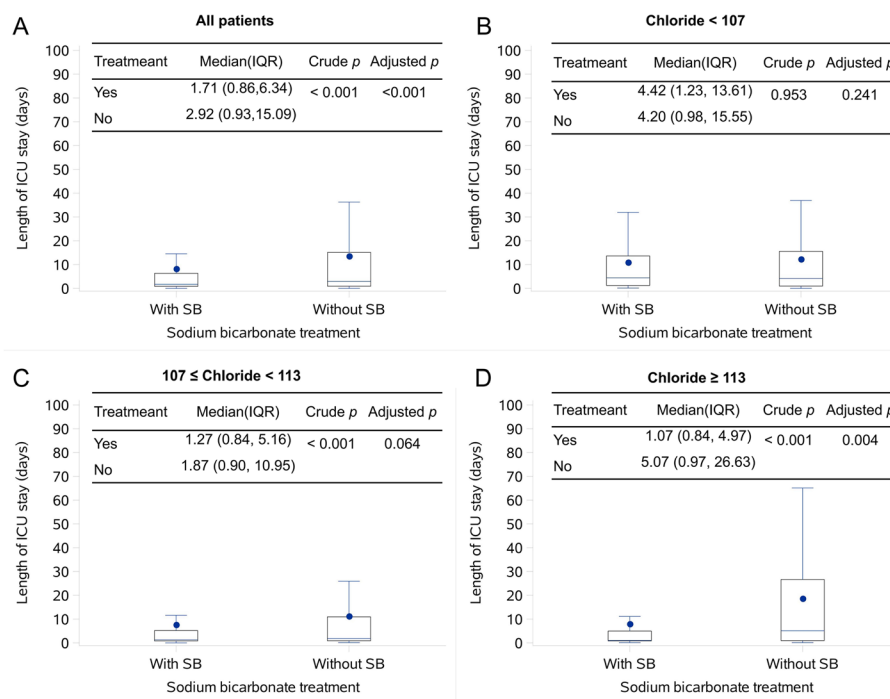 A
All patients
Treatmeant Median(IQR) Crude p Adjusted p
Yes 1.71 (0.86,6.34) < 0.001 <0.001
No 2.92 (0.93,15.09)
100
90
80
70
60
50
40
30
20
10
0
Length of ICU stay (days)
With SB Without SB
Sodium bicarbonate treatment
B
Chloride < 107
Treatment Median(IQR) Crude p Adjusted p
Yes 4.42 (1.23, 13.61) 0.953 0.241
No 4.20 (0.98, 15.55)
100
90
80
70
60
50
40
30
20
10
0
Length of ICU stay (days)
With SB Without SB
Sodium bicarbonate treatment
C
107 ≤ Chloride < 113
Treatmeant Median(IQR) Crude p Adjusted p
Yes 1.27 (0.84, 5.16) < 0.001 0.064
No 1.87 (0.90, 10.95)
100
90
80
70
60
50
40
30
20
10
0
Length of ICU stay (days)
With SB Without SB
Sodium bicarbonate treatment
D
Chloride ≥ 113
Treatment Median(IQR) Crude p Adjusted p
Yes 1.07 (0.84, 4.97) < 0.001 0.004
No 5.07 (0.97, 26.63)
100
90
80
70
60
50
40
30
20
10
0
Length of ICU stay (days)
With SB Without SB
Sodium bicarbonate treatment